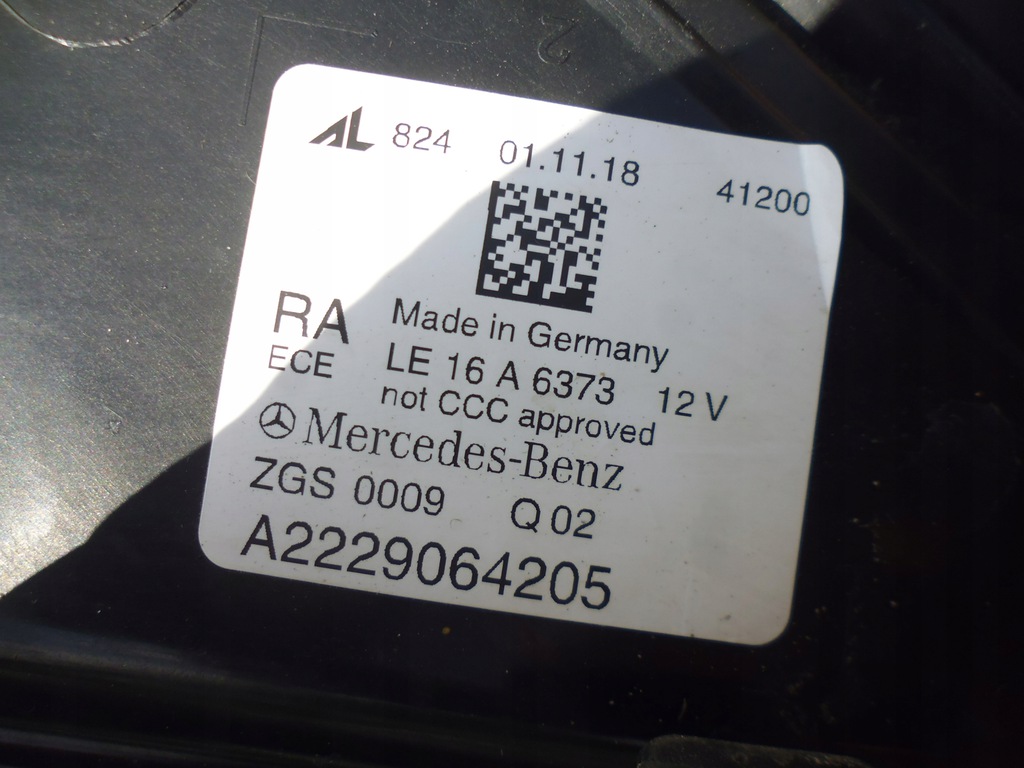 AL 824 01.11.18 41200
RA Made in Germany
ECE LE 16 A 6373 12 V
not CCC approved
Mercedes-Benz
ZGS 0009 Q 02
A2229064205